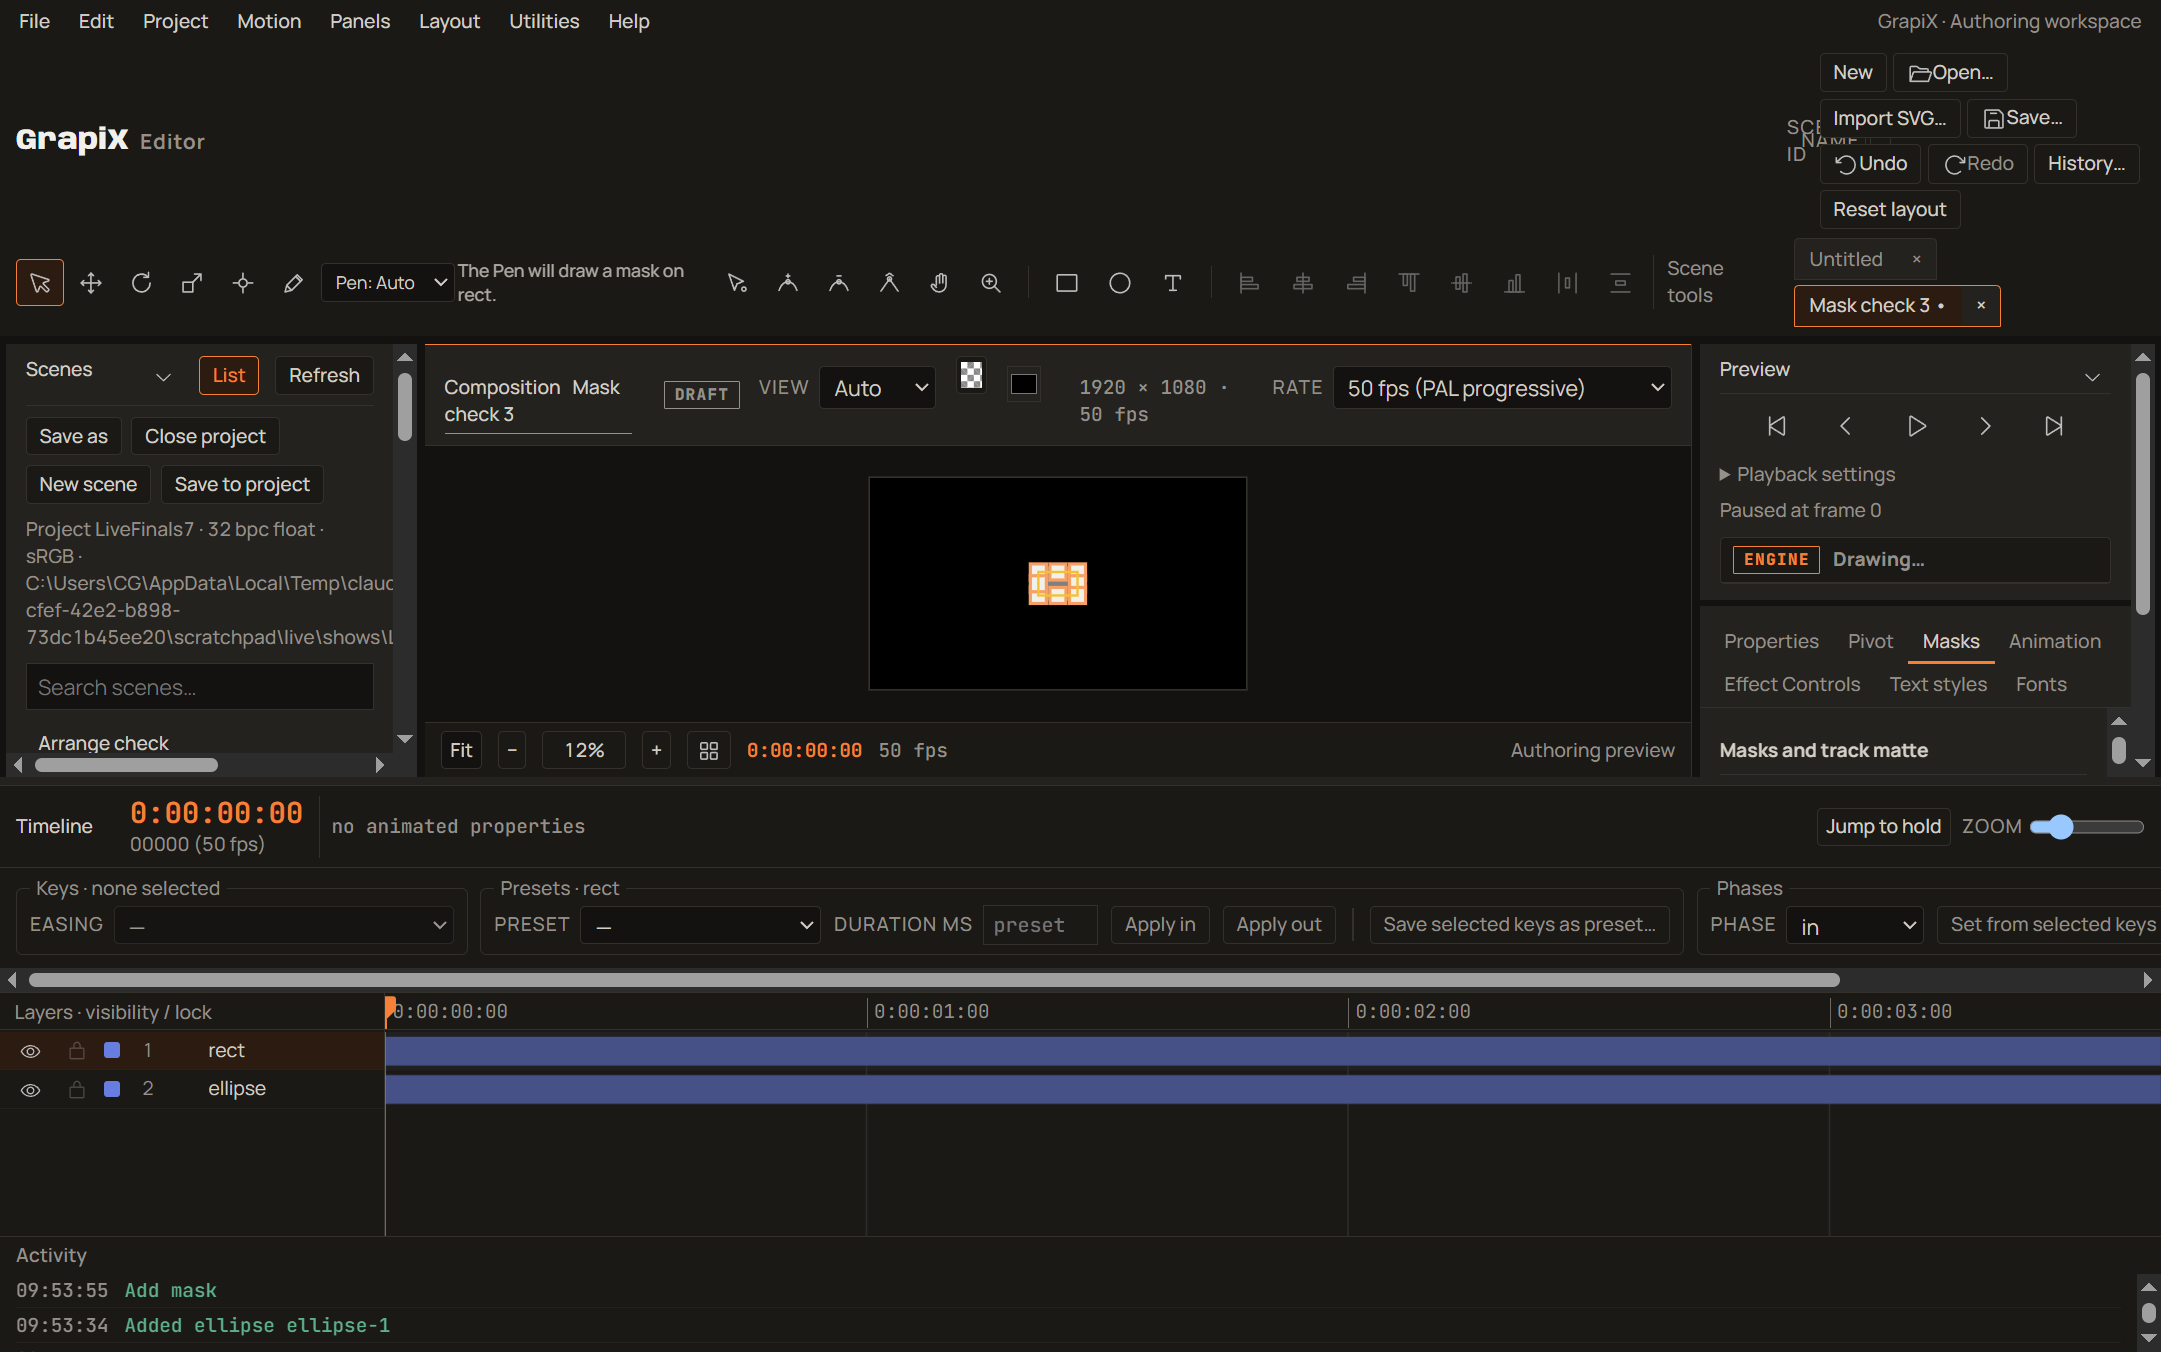 File Edit Project Motion Panels Layout Utilities Help
GrapiX · Authoring workspace
New Open...
Import SVG... Save...
NAME
ID
Undo Redo History...
Reset layout
GrapiX Editor
Pen: Auto
The Pen will draw a mask on
rect.
Scene
tools
Untitled ×
Mask check 3 • ×
Scenes List Refresh
Save as Close project
New scene Save to project
Project LiveFinals7 · 32 bpc float ·
sRGB ·
C:\Users\CG\AppData\Local\Temp\clauc
cfef-42e2-b898-
73dc1b45ee20\scratchpad\live\shows\L
Search scenes...
Arrange check
Composition Mask
check 3
DRAFT VIEW Auto
1920 × 1080 ·
50 fps
RATE 50 fps (PAL progressive)
Fit − 12% + 0:00:00:00 50 fps Authoring preview
Preview
Playback settings
Paused at frame 0
ENGINE Drawing...
Properties Pivot Masks Animation
Effect Controls Text styles Fonts
Masks and track matte
Timeline 0:00:00:00
00000 (50 fps)
no animated properties
Jump to hold ZOOM
Keys · none selected
EASING —
Presets · rect
PRESET — DURATION MS preset Apply in Apply out Save selected keys as preset...
Phases
PHASE in Set from selected keys
Layers · visibility / lock 0:00:00:00 0:00:01:00 0:00:02:00 0:00:03:00
1 rect
2 ellipse
Activity
09:53:55 Add mask
09:53:34 Added ellipse ellipse-1